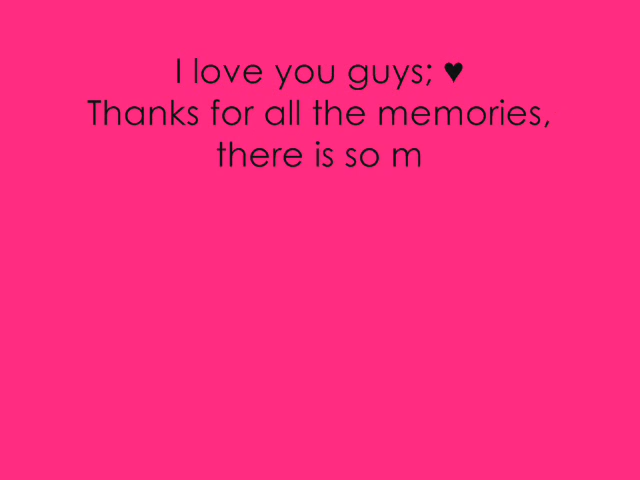 I love you guys; ♥
Thanks for all the memories,
there is so m